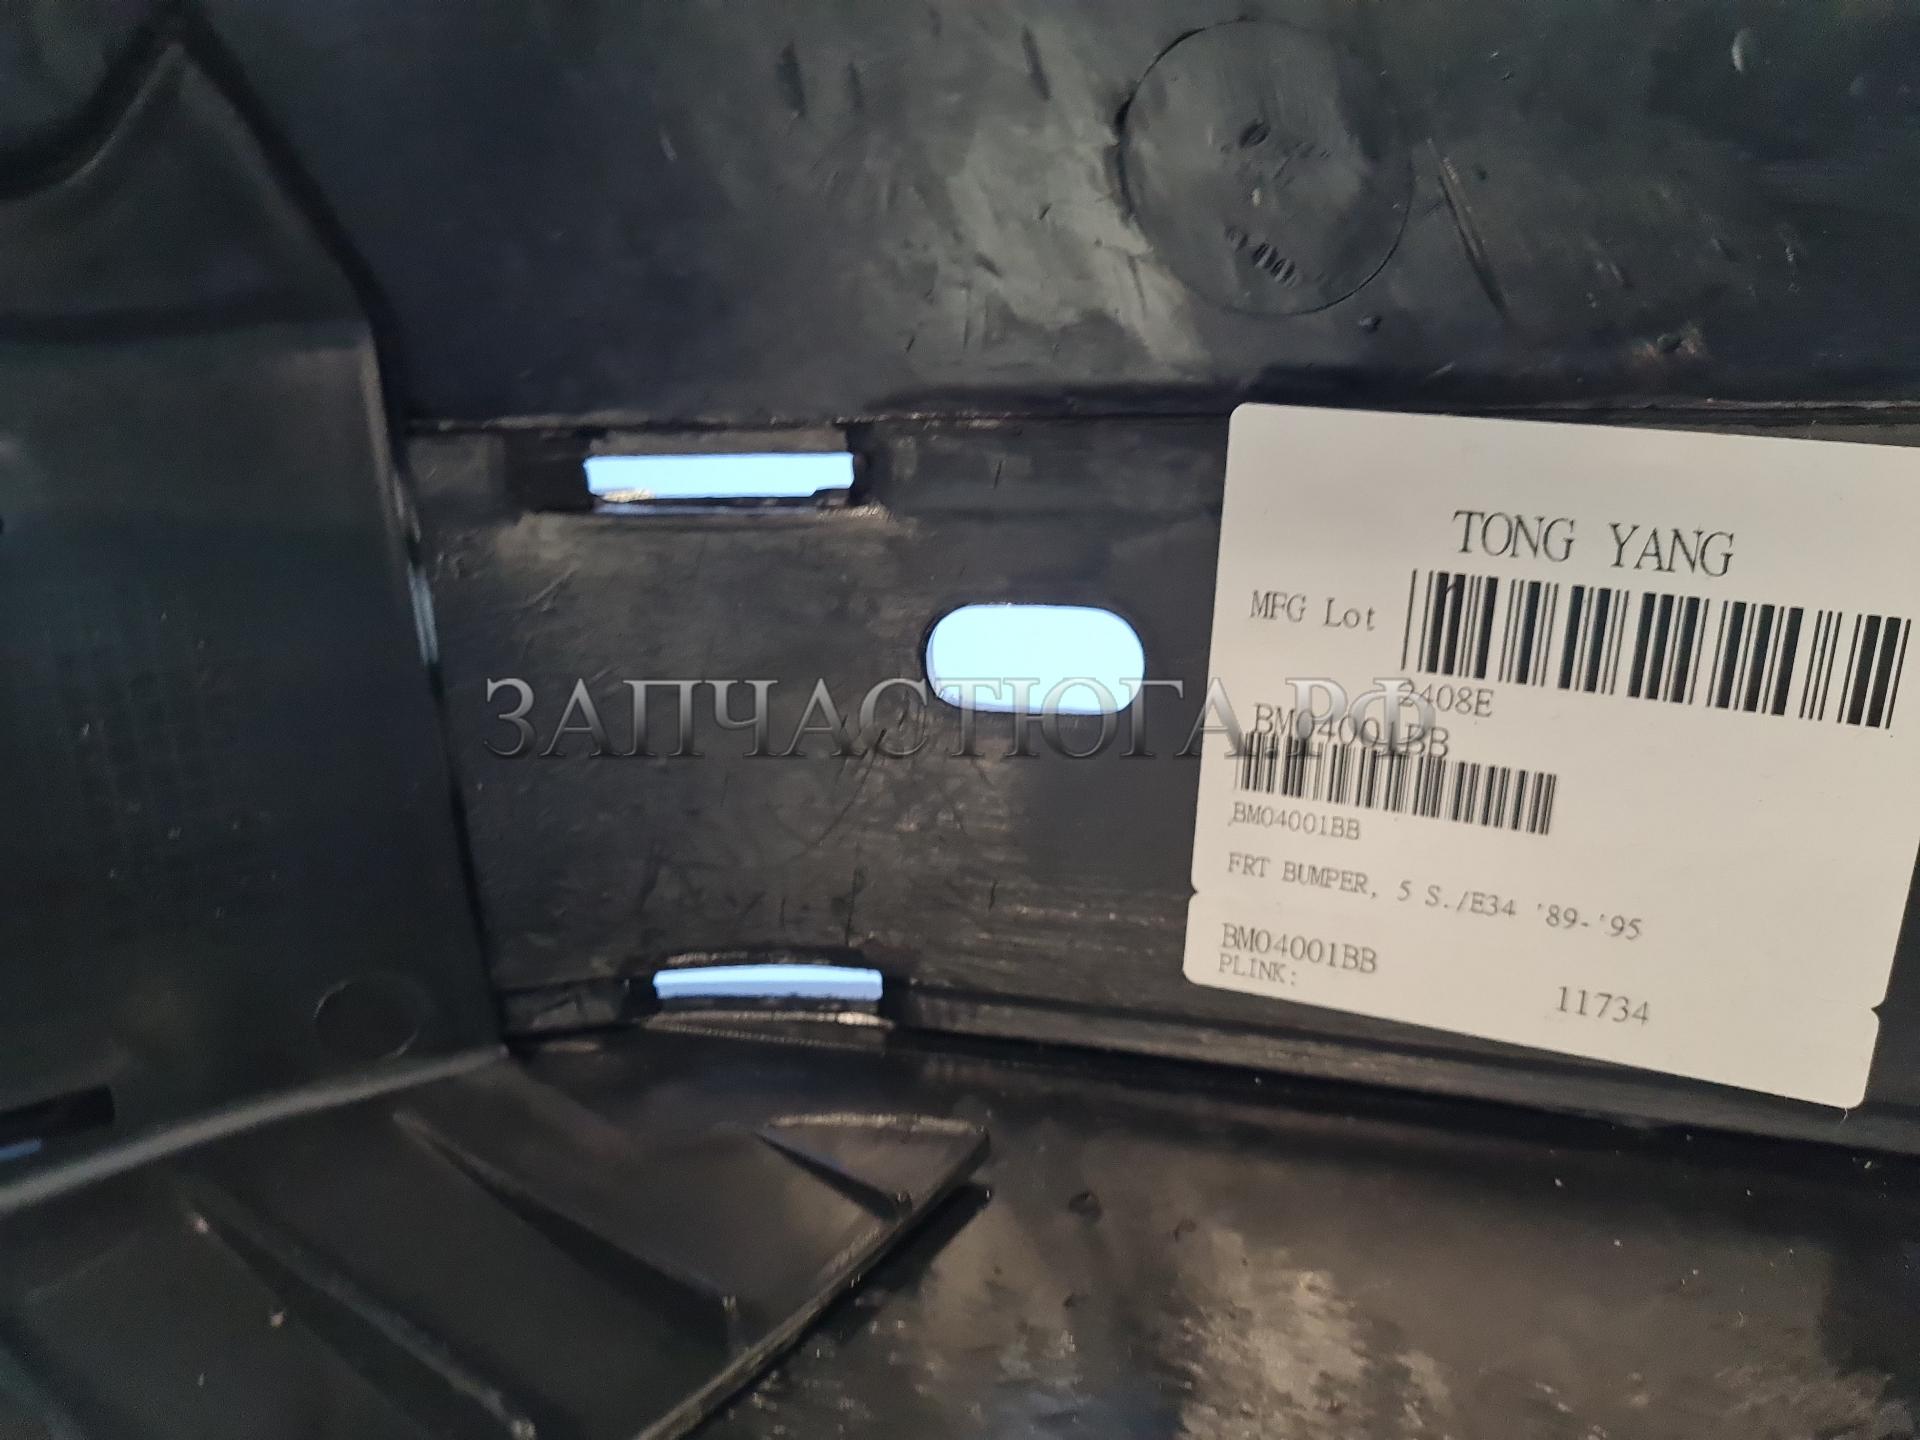 TONG YANG
MFG Lot
2408E
BM04001BB
BM04001BB
FRT BUMPER, 5 S./E34 '89-'95
BM04001BB
PLINK:
11734
ЗАПЧАСТЮГА.РФ